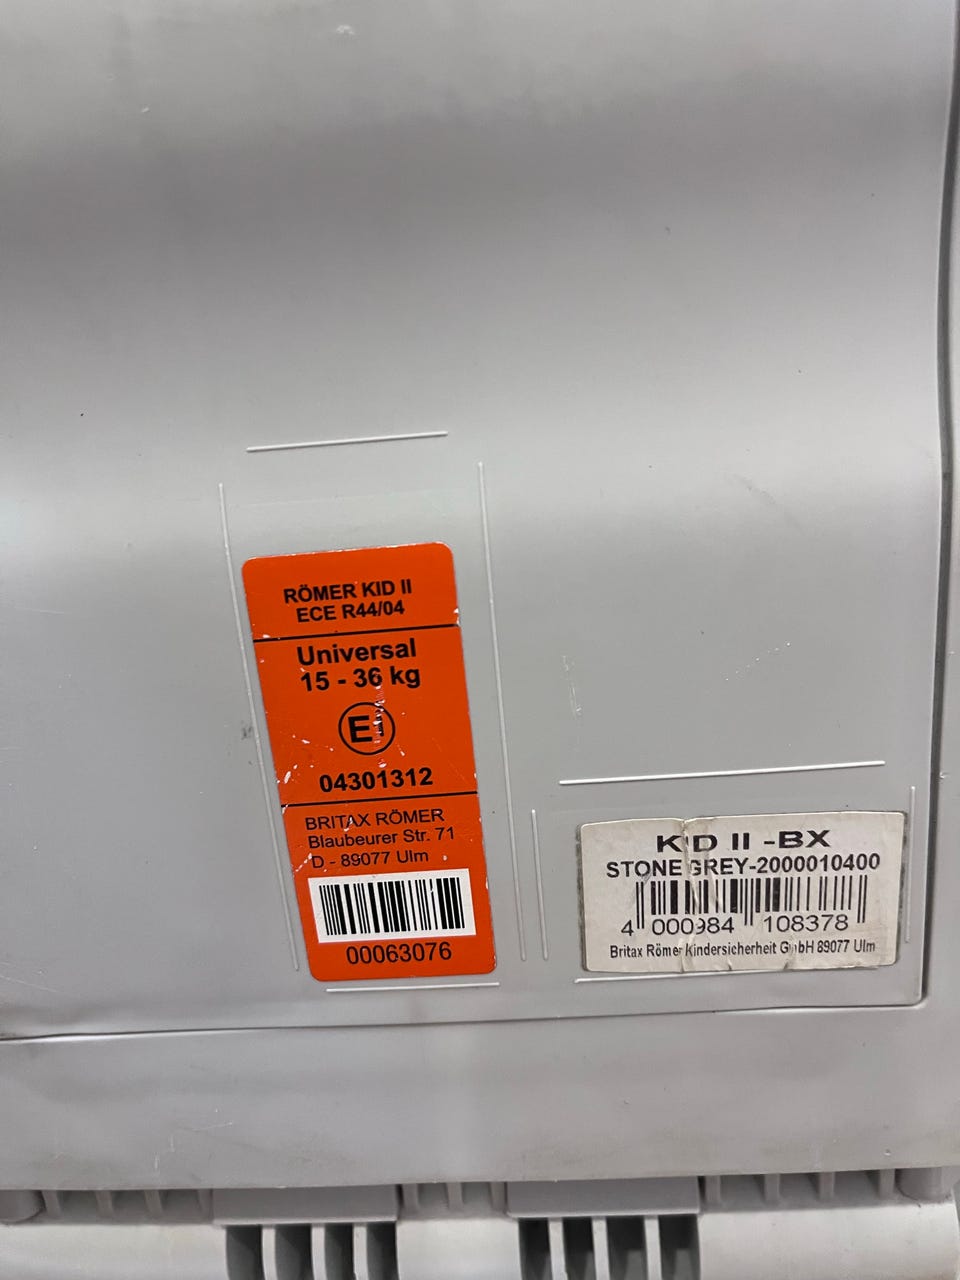 RÖMER KID II
ECE R44/04
Universal
15 - 36 kg
E1
04301312
BRITAX RÖMER
Blaubeurer Str. 71
D - 89077 Ulm
00063076
KID II -BX
STONE GREY-2000010400
4 000984 108378
Britax Römer Kindersicherheit GmbH 89077 Ulm